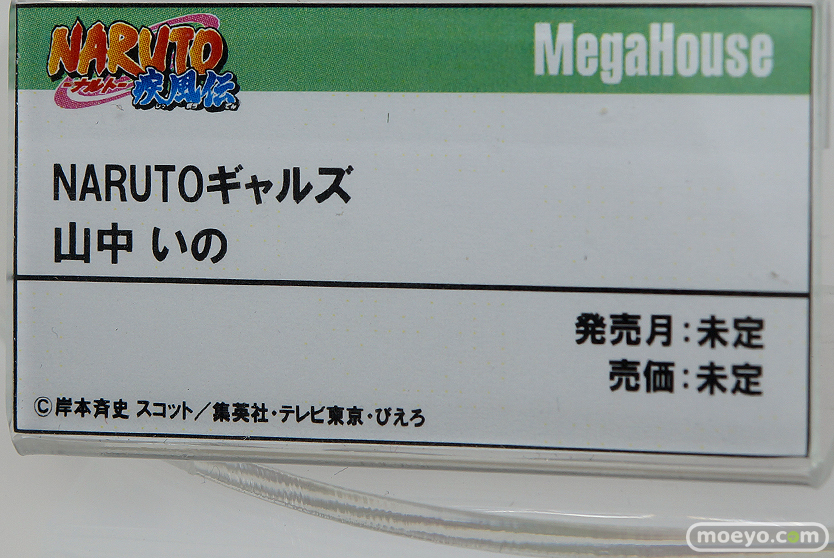 NARUTO
-ナルト-
疾風伝
MegaHouse
NARUTOギャルズ
山中 いの
発売月:未定
売価:未定
©岸本斉史 スコット/集英社・テレビ東京・ぴえろ
moeyo.com